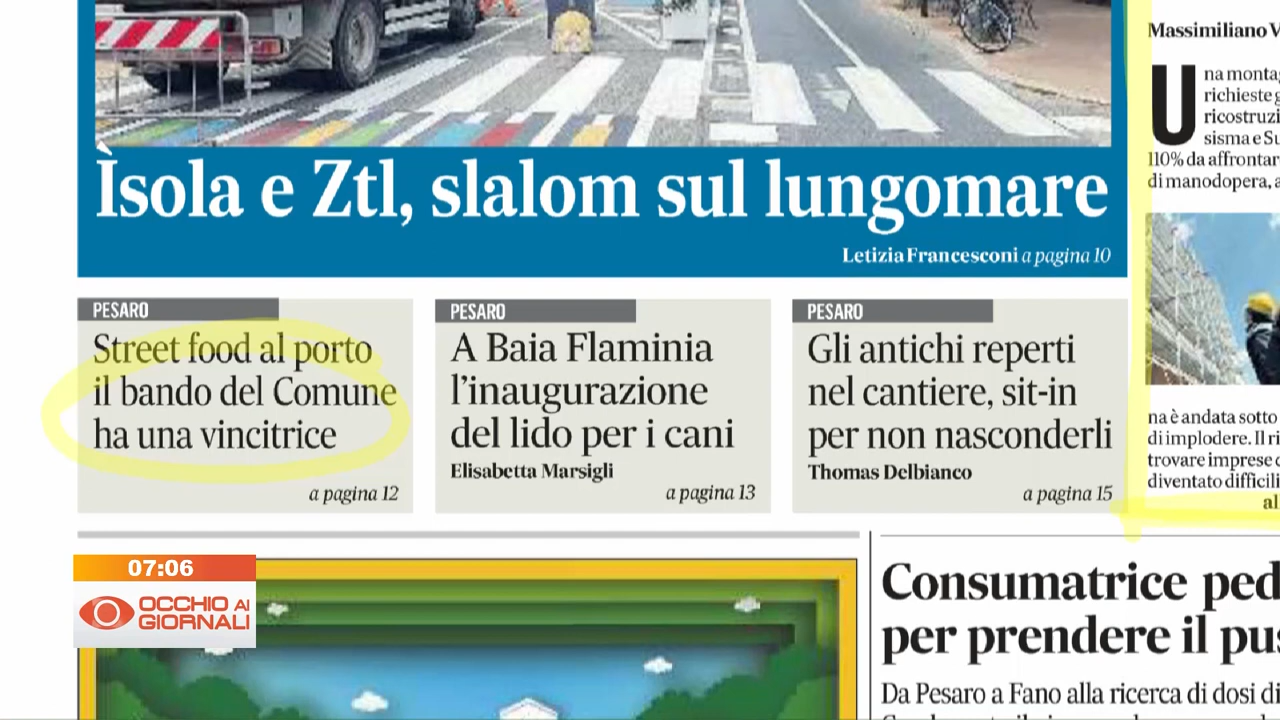 Ìsola e Ztl, slalom sul lungomare
Letizia Francesconi a pagina 10
PESARO
Street food al porto
il bando del Comune
ha una vincitrice
a pagina 12
PESARO
A Baia Flaminia
l'inaugurazione
del lido per i cani
Elisabetta Marsigli
a pagina 13
PESARO
Gli antichi reperti
nel cantiere, sit-in
per non nasconderli
Thomas Delbianco
a pagina 15
Massimiliano V
Una montag
richieste g
ricostruzi
sisma e Su
110% da affrontar
di manodopera, a
na è andata sotto
di implodere. Il ri
trovare imprese d
diventato difficili
al
Consumatrice ped
per prendere il pus
Da Pesaro a Fano alla ricerca di dosi di
07:06
OCCHIO AI
GIORNALI